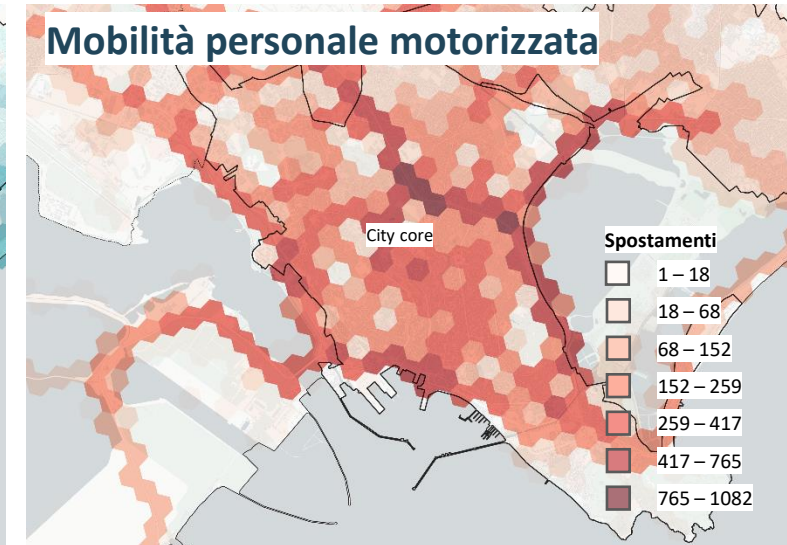 Mobilità personale motorizzata
City core
Spostamenti
1 – 18
18 – 68
68 – 152
152 – 259
259 – 417
417 – 765
765 – 1082